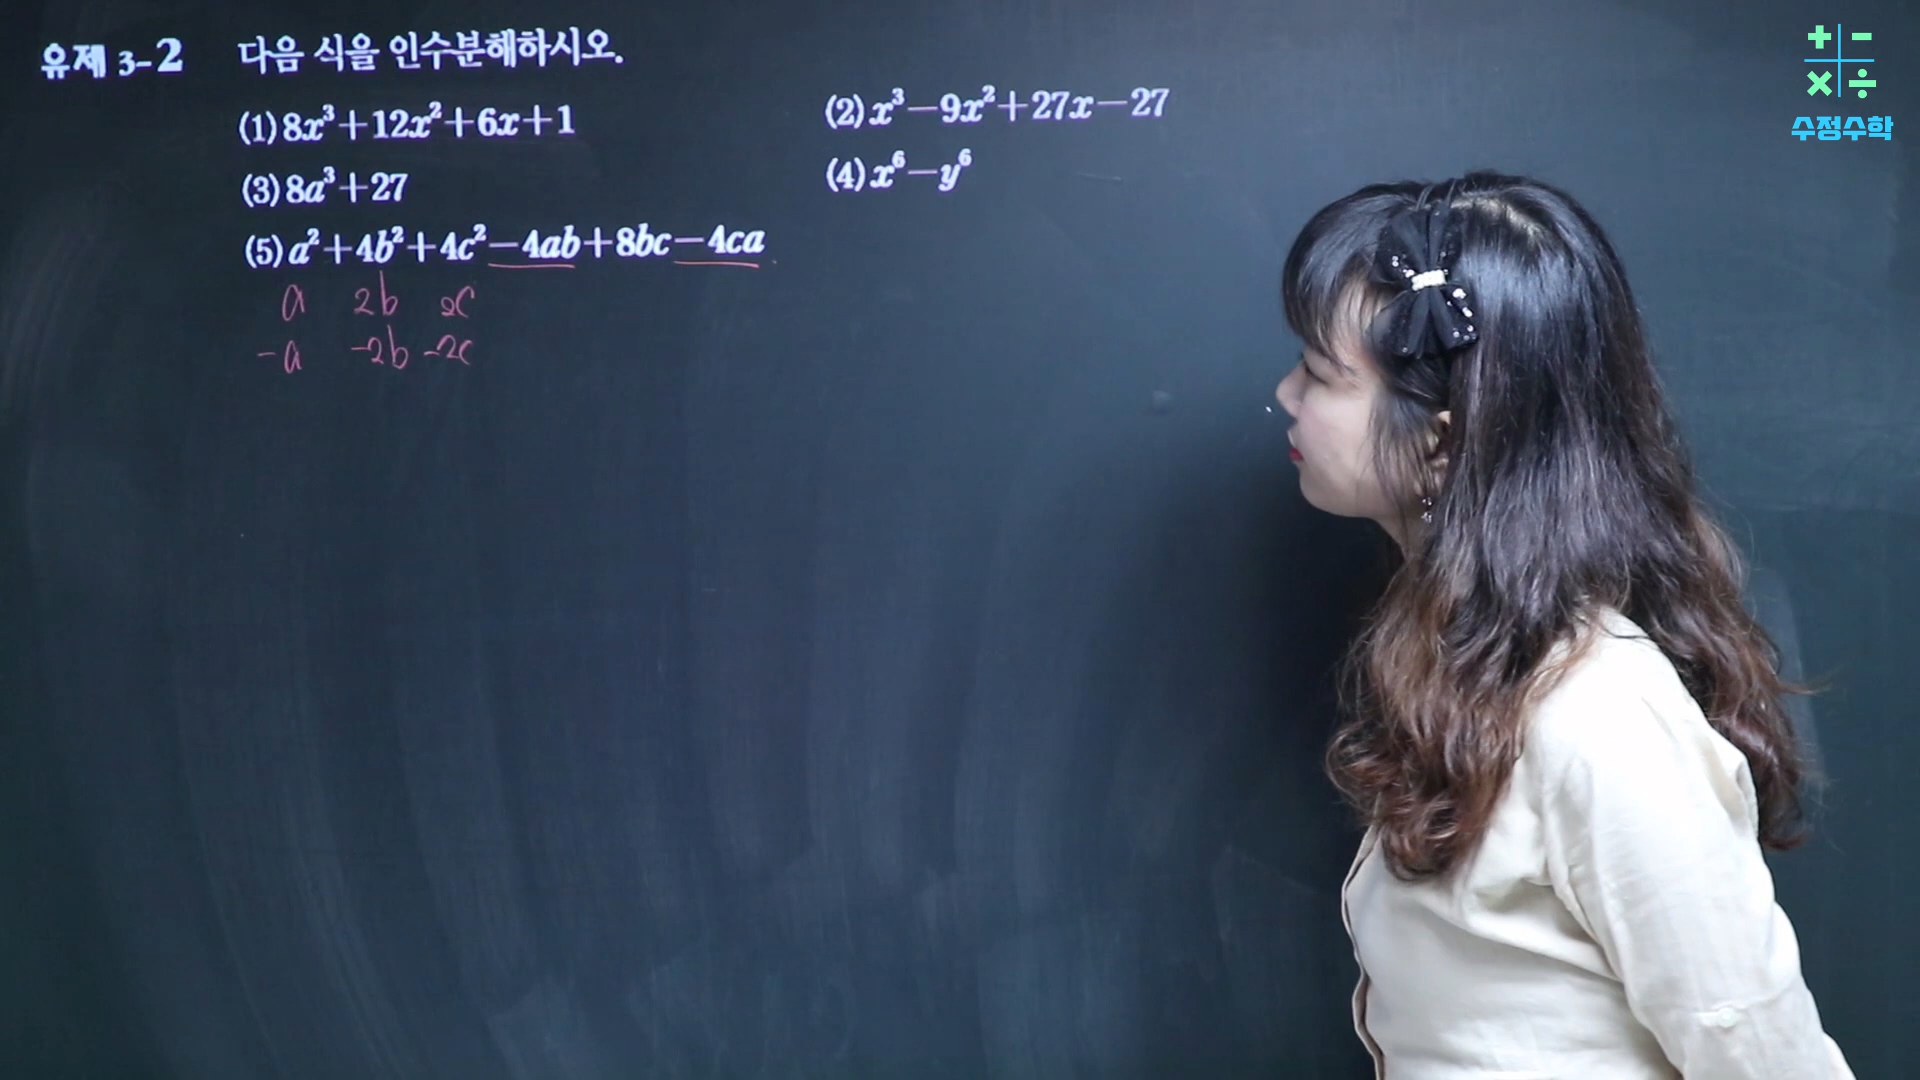 유제 3-2 다음 식을 인수분해하시오.
(1) 8x³+12x²+6x+1
(2) x³-9x²+27x-27
(3) 8a³+27
(4) x⁶-y⁶
(5) a²+4b²+4c²-4ab+8bc-4ca
a 2b 2c
-a -2b -2c
수정수학